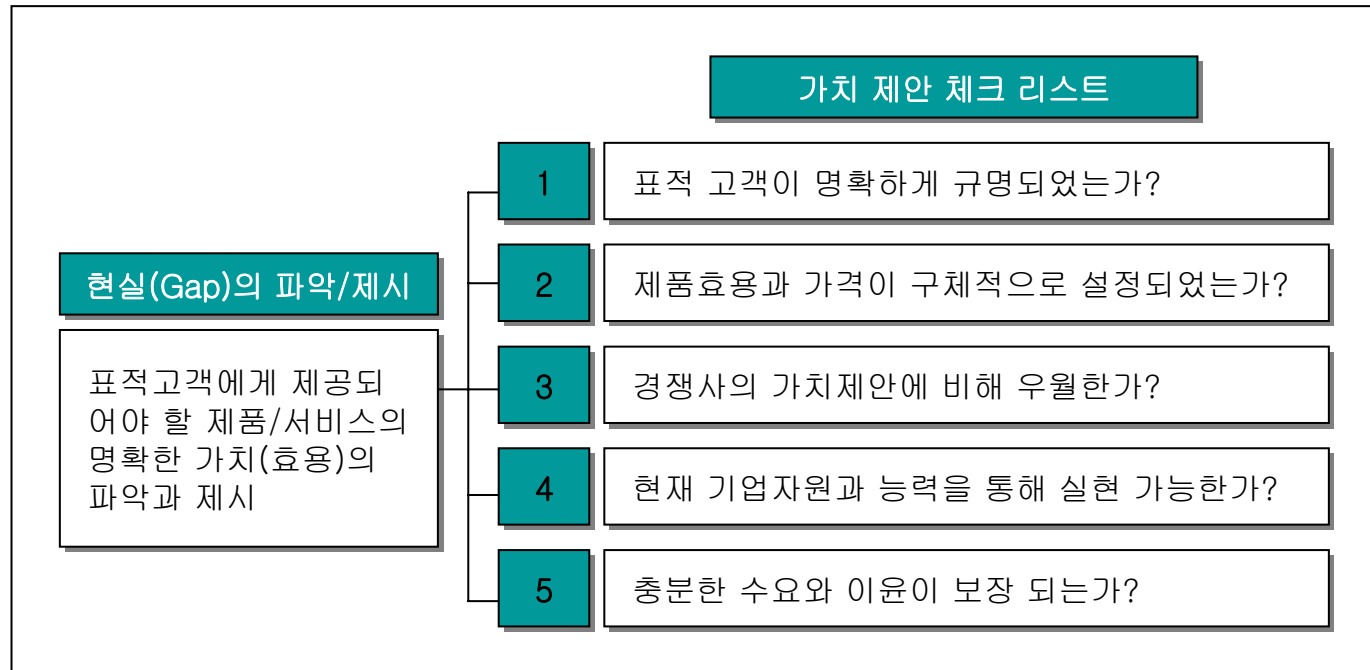 가치 제안 체크 리스트
현실(Gap)의 파악/제시
표적고객에게 제공되
어야 할 제품/서비스의
명확한 가치(효용)의
파악과 제시
1
표적 고객이 명확하게 규명되었는가?
2
제품효용과 가격이 구체적으로 설정되었는가?
3
경쟁사의 가치제안에 비해 우월한가?
4
현재 기업자원과 능력을 통해 실현 가능한가?
5
충분한 수요와 이윤이 보장 되는가?